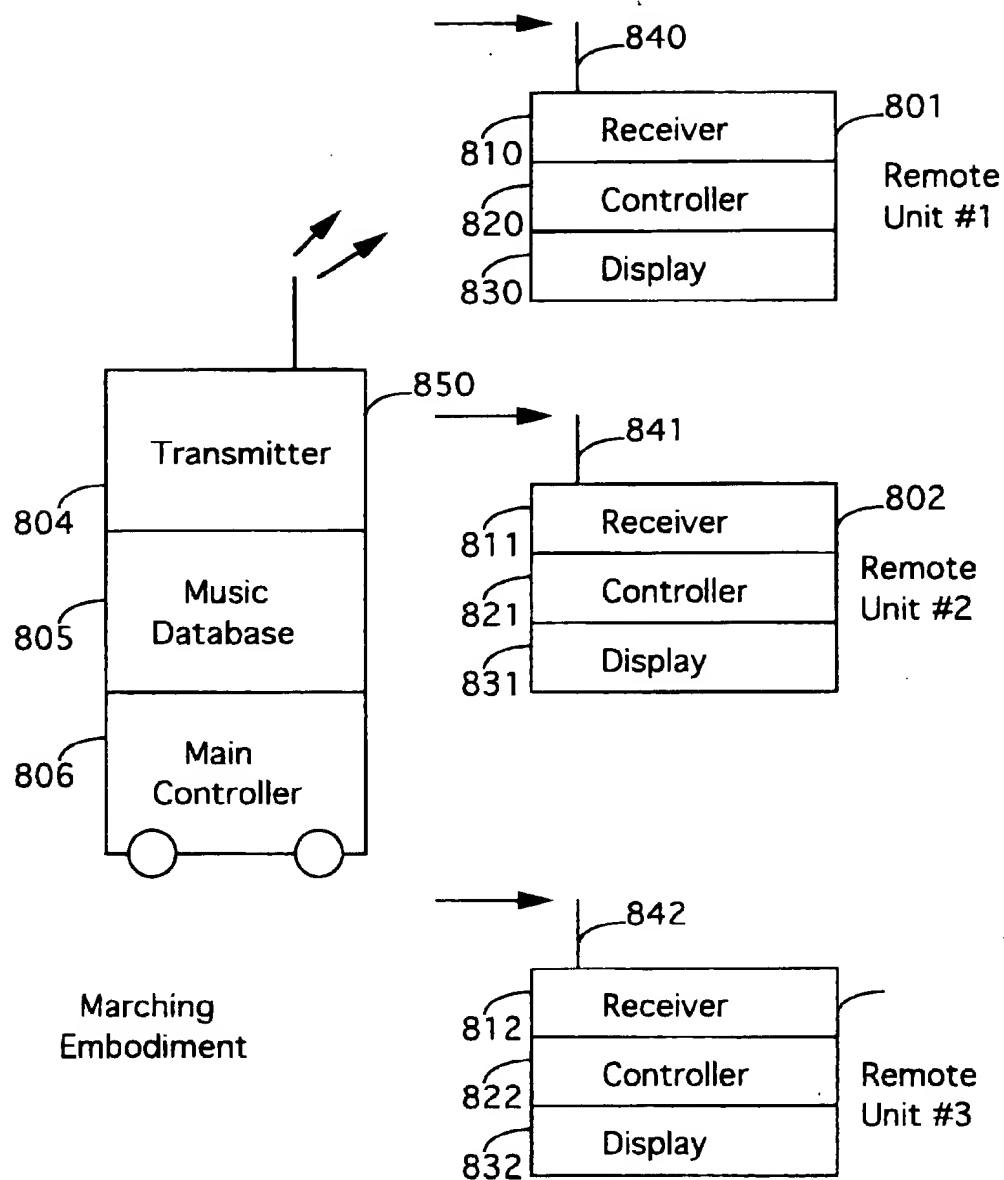 840
801
810
Receiver
Remote
Unit #1
820
Controller
830
Display
850
Transmitter
804
Music
Database
805
Main
Controller
806
841
802
811
Receiver
Remote
Unit #2
821
Controller
831
Display
842
812
Receiver
822
Controller
Remote
Unit #3
832
Display
Marching
Embodiment